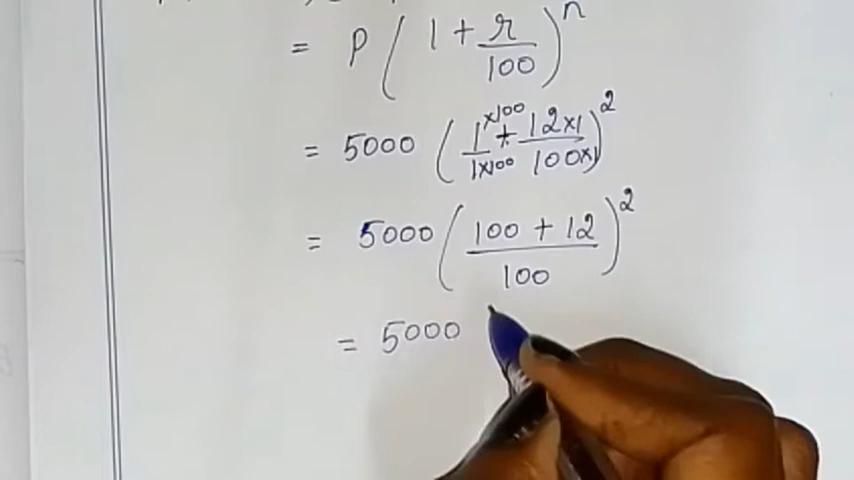 = P ( 1 + r/100 )^n
= 5000 ( 1×100/1×100 + 12×1/100×1 )^2
= 5000 ( 100 + 12/100 )^2
= 5000